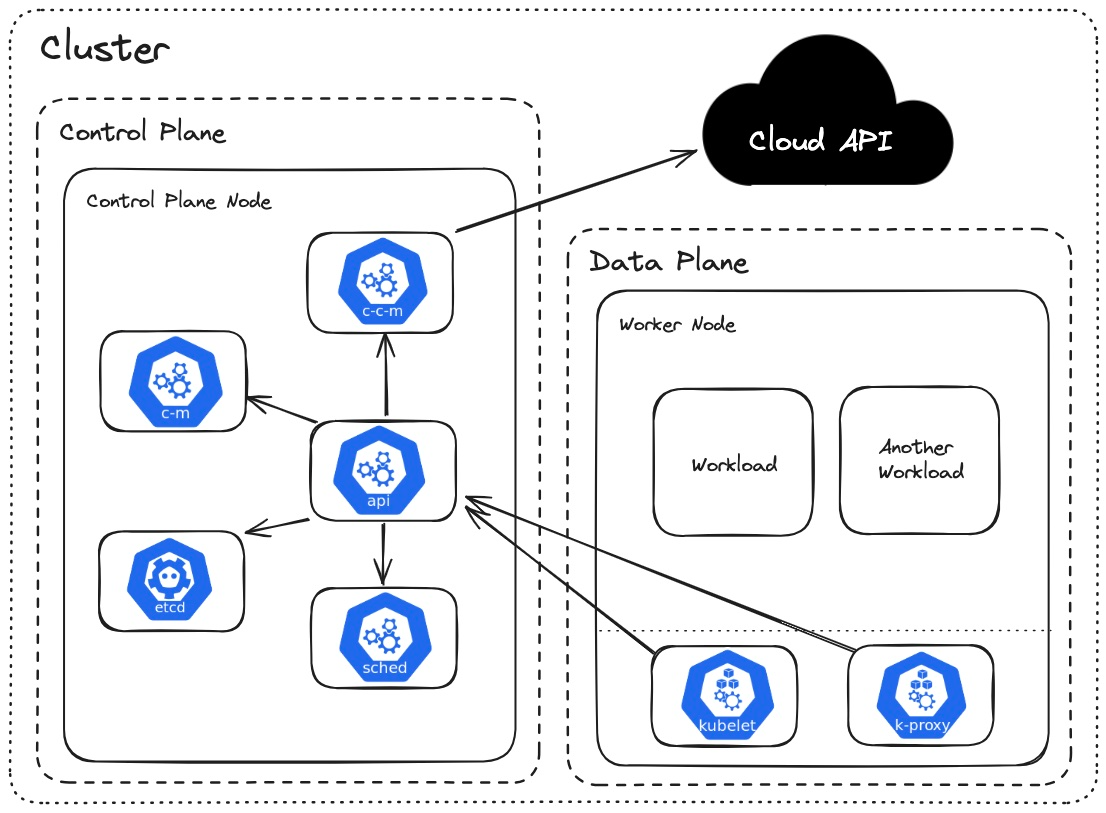 Cluster
Control Plane
Control Plane Node
c-c-m
c-m
api
etcd
sched
Cloud API
Data Plane
Worker Node
Workload
Another
Workload
kubelet
k-proxy